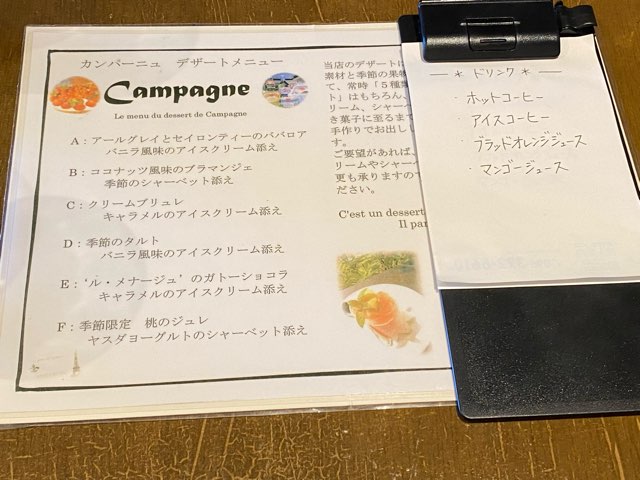 カンパーニュ　デザートメニュー
Campagne
Le menu du dessert de Campagne
A：アールグレイとセイロンティーのババロア
バニラ風味のアイスクリーム添え
B：ココナッツ風味のブラマンジェ
季節のシャーベット添え
C：クリームブリュレ
キャラメルのアイスクリーム添え
D：季節のタルト
バニラ風味のアイスクリーム添え
E：‘ル・メナージュ’のガトーショコラ
キャラメルのアイスクリーム添え
F：季節限定　桃のジュレ
ヤスダヨーグルトのシャーベット添え
当店のデザートに
素材と季節の果物
て、常時「５種類
ト」はもちろん、
リーム、シャーベ
き菓子に至るまで
手作りでお出しし
す。
ご要望があれば、
リームやシャーベ
更も承りますので
ださい。
C'est un dessert
Il par
― * ドリンク * ―
ホットコーヒー
・アイスコーヒー
・ブラッドオレンジジュース
・マンゴージュース